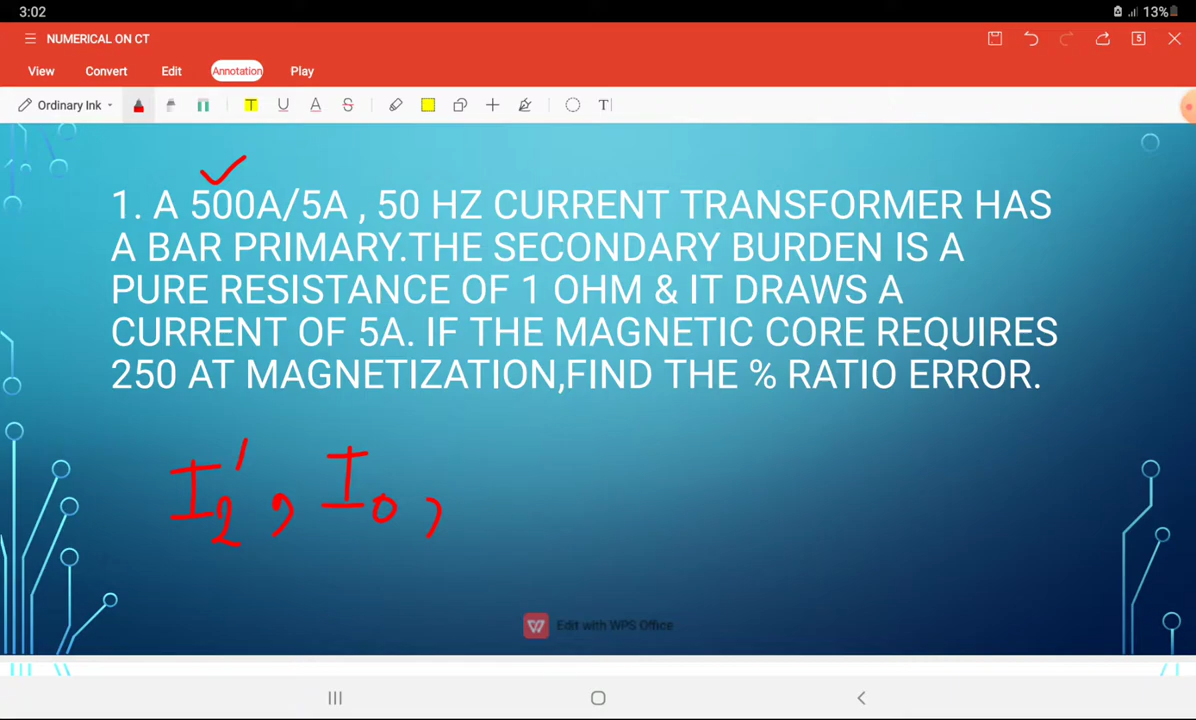 3:02
13%
NUMERICAL ON CT
5
View Convert Edit Annotation Play
Ordinary Ink T U A S T
1. A 500A/5A , 50 HZ CURRENT TRANSFORMER HAS
A BAR PRIMARY.THE SECONDARY BURDEN IS A
PURE RESISTANCE OF 1 OHM & IT DRAWS A
CURRENT OF 5A. IF THE MAGNETIC CORE REQUIRES
250 AT MAGNETIZATION,FIND THE % RATIO ERROR.
I₂' , I₀ ,
Edit with WPS Office